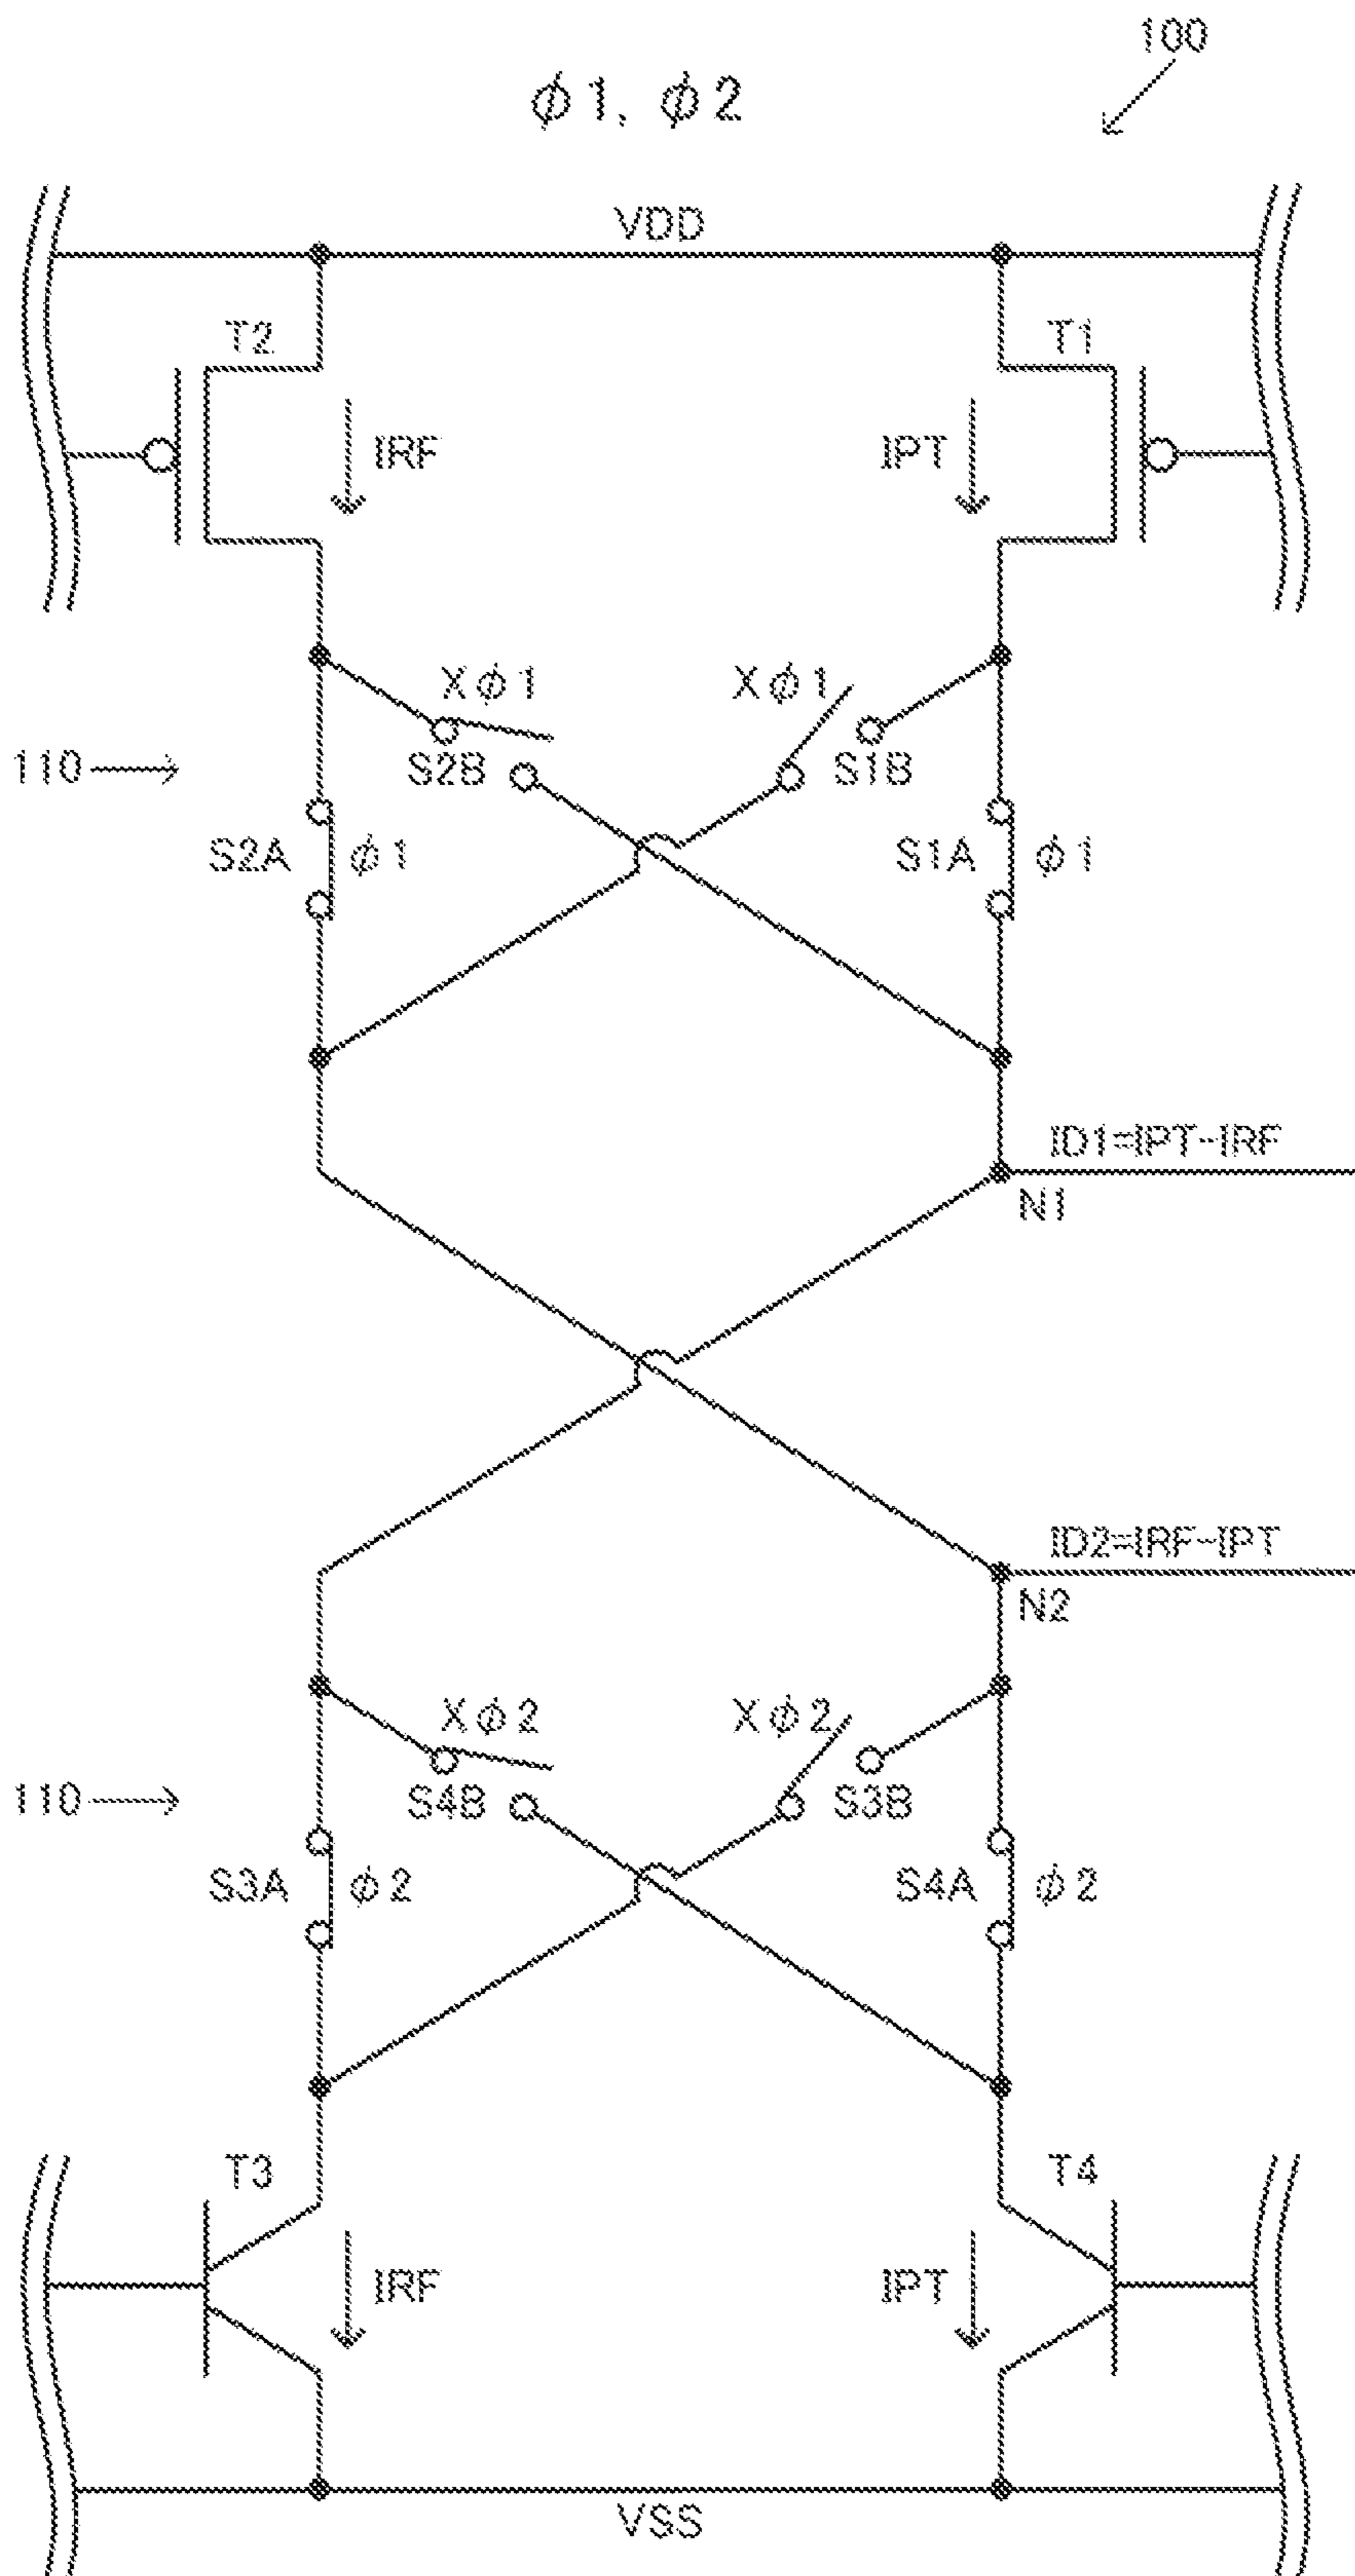 100
ϕ1, ϕ2
VDD
T2
T1
IRF
IPT
Xϕ1
Xϕ1
110
S2B
S1B
S2A
ϕ1
S1A
ϕ1
ID1=IPT-IRF
N1
ID2=IRF-IPT
N2
Xϕ2
Xϕ2
110
S4B
S3B
S3A
ϕ2
S4A
ϕ2
T3
T4
IRF
IPT
VSS